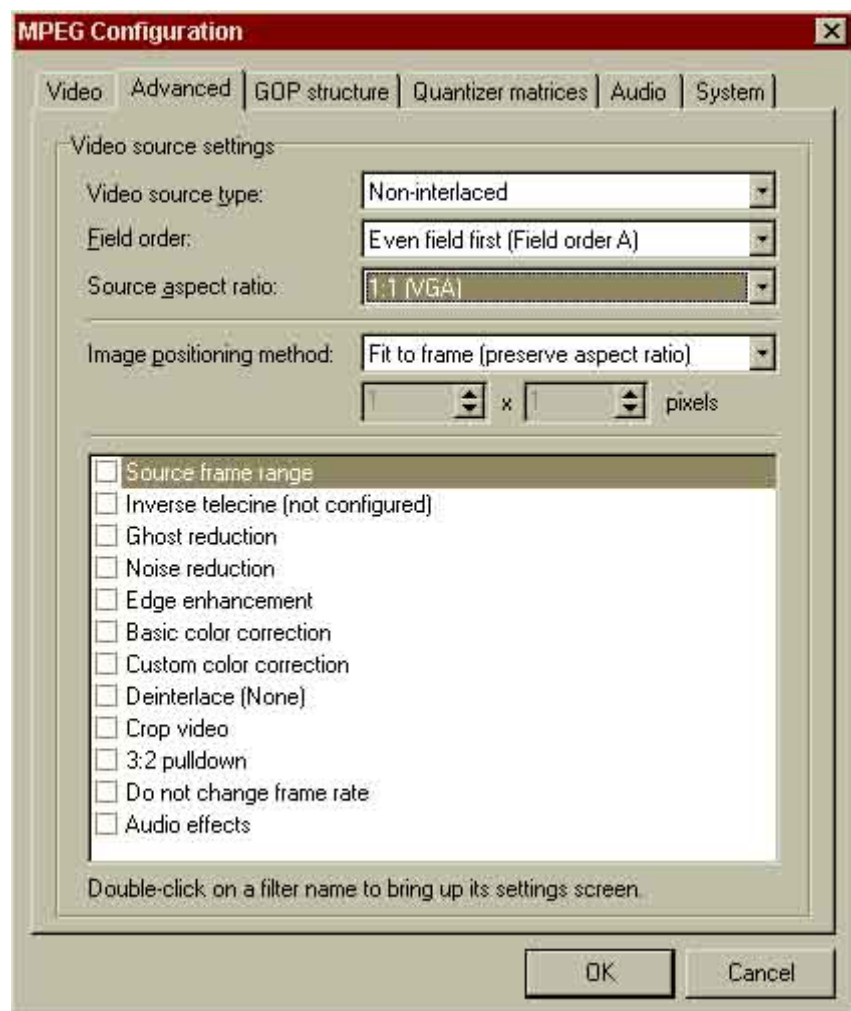 MPEG Configuration
Video Advanced GOP structure Quantizer matrices Audio System
Video source settings
Video source type: Non-interlaced
Field order: Even field first (Field order A)
Source aspect ratio: 1:1 (VGA)
Image positioning method: Fit to frame (preserve aspect ratio)
1 x 1 pixels
Source frame range
Inverse telecine (not configured)
Ghost reduction
Noise reduction
Edge enhancement
Basic color correction
Custom color correction
Deinterlace (None)
Crop video
3:2 pulldown
Do not change frame rate
Audio effects
Double-click on a filter name to bring up its settings screen.
OK Cancel